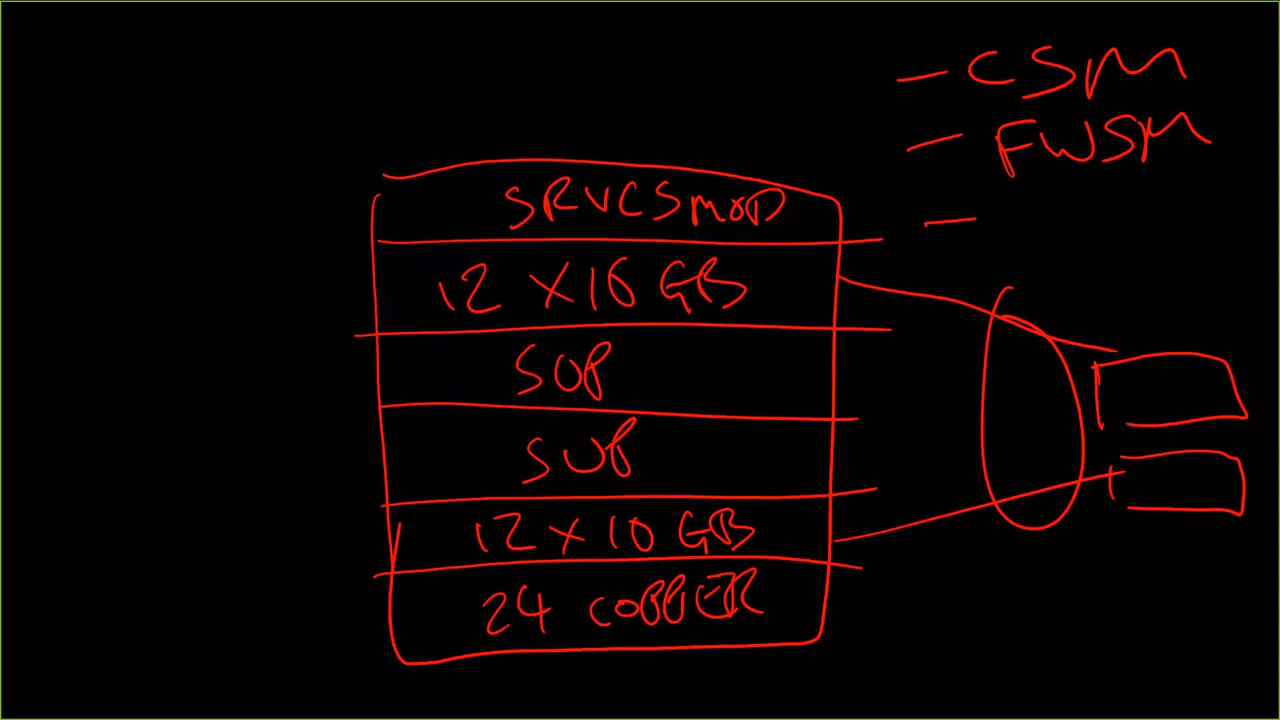 - CSM
- FWSM
-
SRVCSMOD
12 X 10 GB
SUP
SUP
12 X 10 GB
24 COPPER